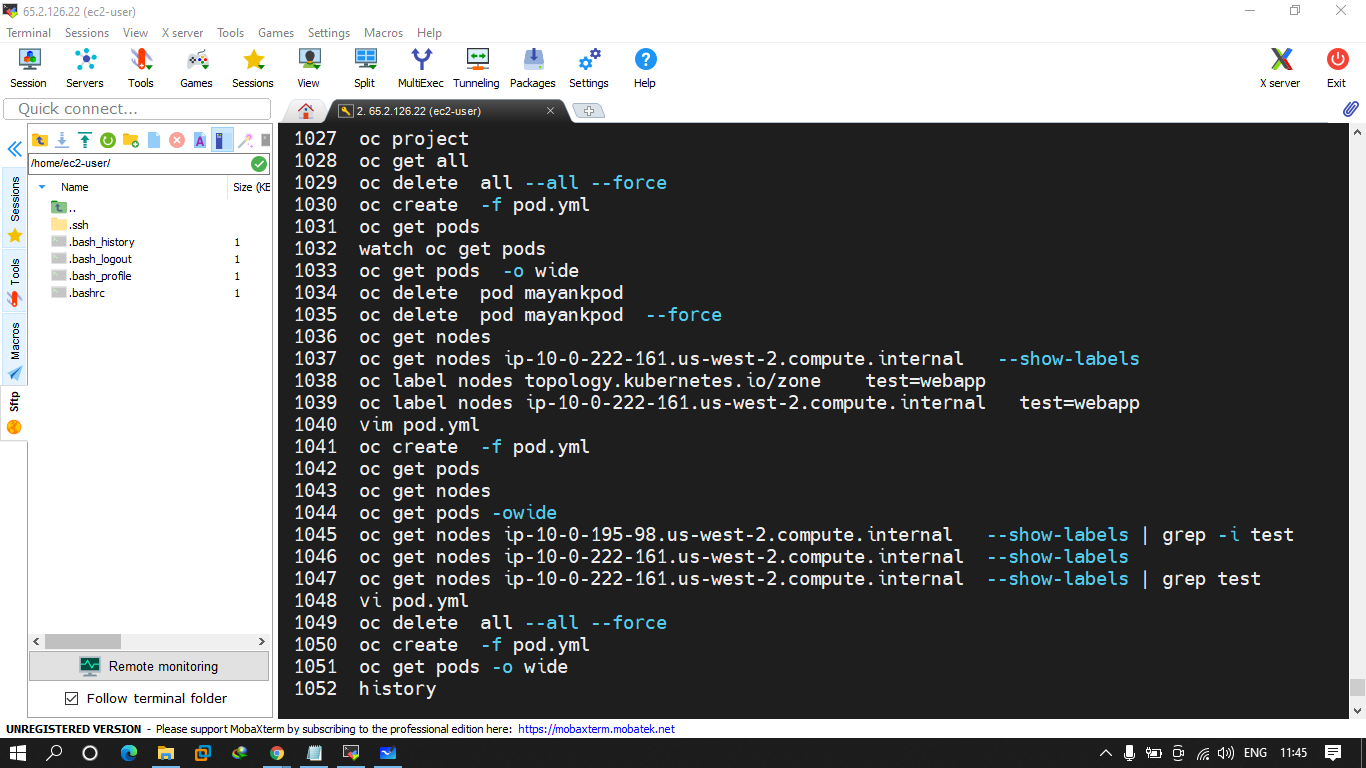 65.2.126.22 (ec2-user)
Terminal Sessions View X server Tools Games Settings Macros Help
Session Servers Tools Games Sessions View Split MultiExec Tunneling Packages Settings Help X server Exit
Quick connect...
2. 65.2.126.22 (ec2-user)
/home/ec2-user/
Name Size (KB
..
.ssh
.bash_history 1
.bash_logout 1
.bash_profile 1
.bashrc 1
Sessions
Tools
Macros
Sftp
Remote monitoring
Follow terminal folder
1027 oc project
1028 oc get all
1029 oc delete  all --all --force
1030 oc create  -f pod.yml
1031 oc get pods
1032 watch oc get pods
1033 oc get pods  -o wide
1034 oc delete  pod mayankpod
1035 oc delete  pod mayankpod  --force
1036 oc get nodes
1037 oc get nodes ip-10-0-222-161.us-west-2.compute.internal   --show-labels
1038 oc label nodes topology.kubernetes.io/zone    test=webapp
1039 oc label nodes ip-10-0-222-161.us-west-2.compute.internal   test=webapp
1040 vim pod.yml
1041 oc create  -f pod.yml
1042 oc get pods
1043 oc get nodes
1044 oc get pods -owide
1045 oc get nodes ip-10-0-195-98.us-west-2.compute.internal   --show-labels | grep -i test
1046 oc get nodes ip-10-0-222-161.us-west-2.compute.internal  --show-labels
1047 oc get nodes ip-10-0-222-161.us-west-2.compute.internal  --show-labels | grep test
1048 vi pod.yml
1049 oc delete  all --all --force
1050 oc create  -f pod.yml
1051 oc get pods -o wide
1052 history
UNREGISTERED VERSION - Please support MobaXterm by subscribing to the professional edition here: https://mobaxterm.mobatek.net
ENG 11:45